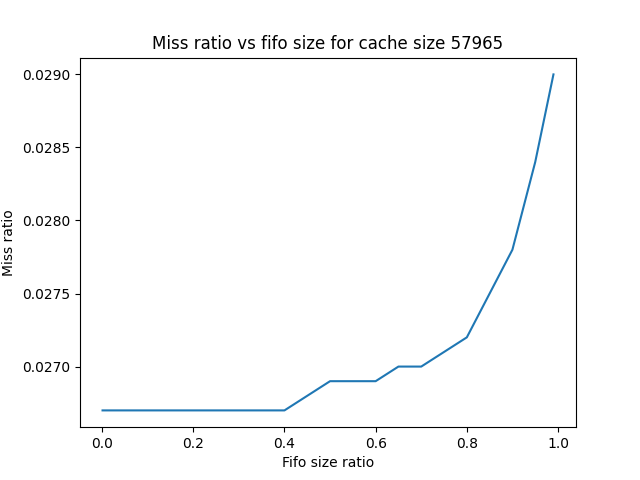 Miss ratio vs fifo size for cache size 57965
0.0290
0.0285
0.0280
0.0275
0.0270
Miss ratio
0.0 0.2 0.4 0.6 0.8 1.0
Fifo size ratio